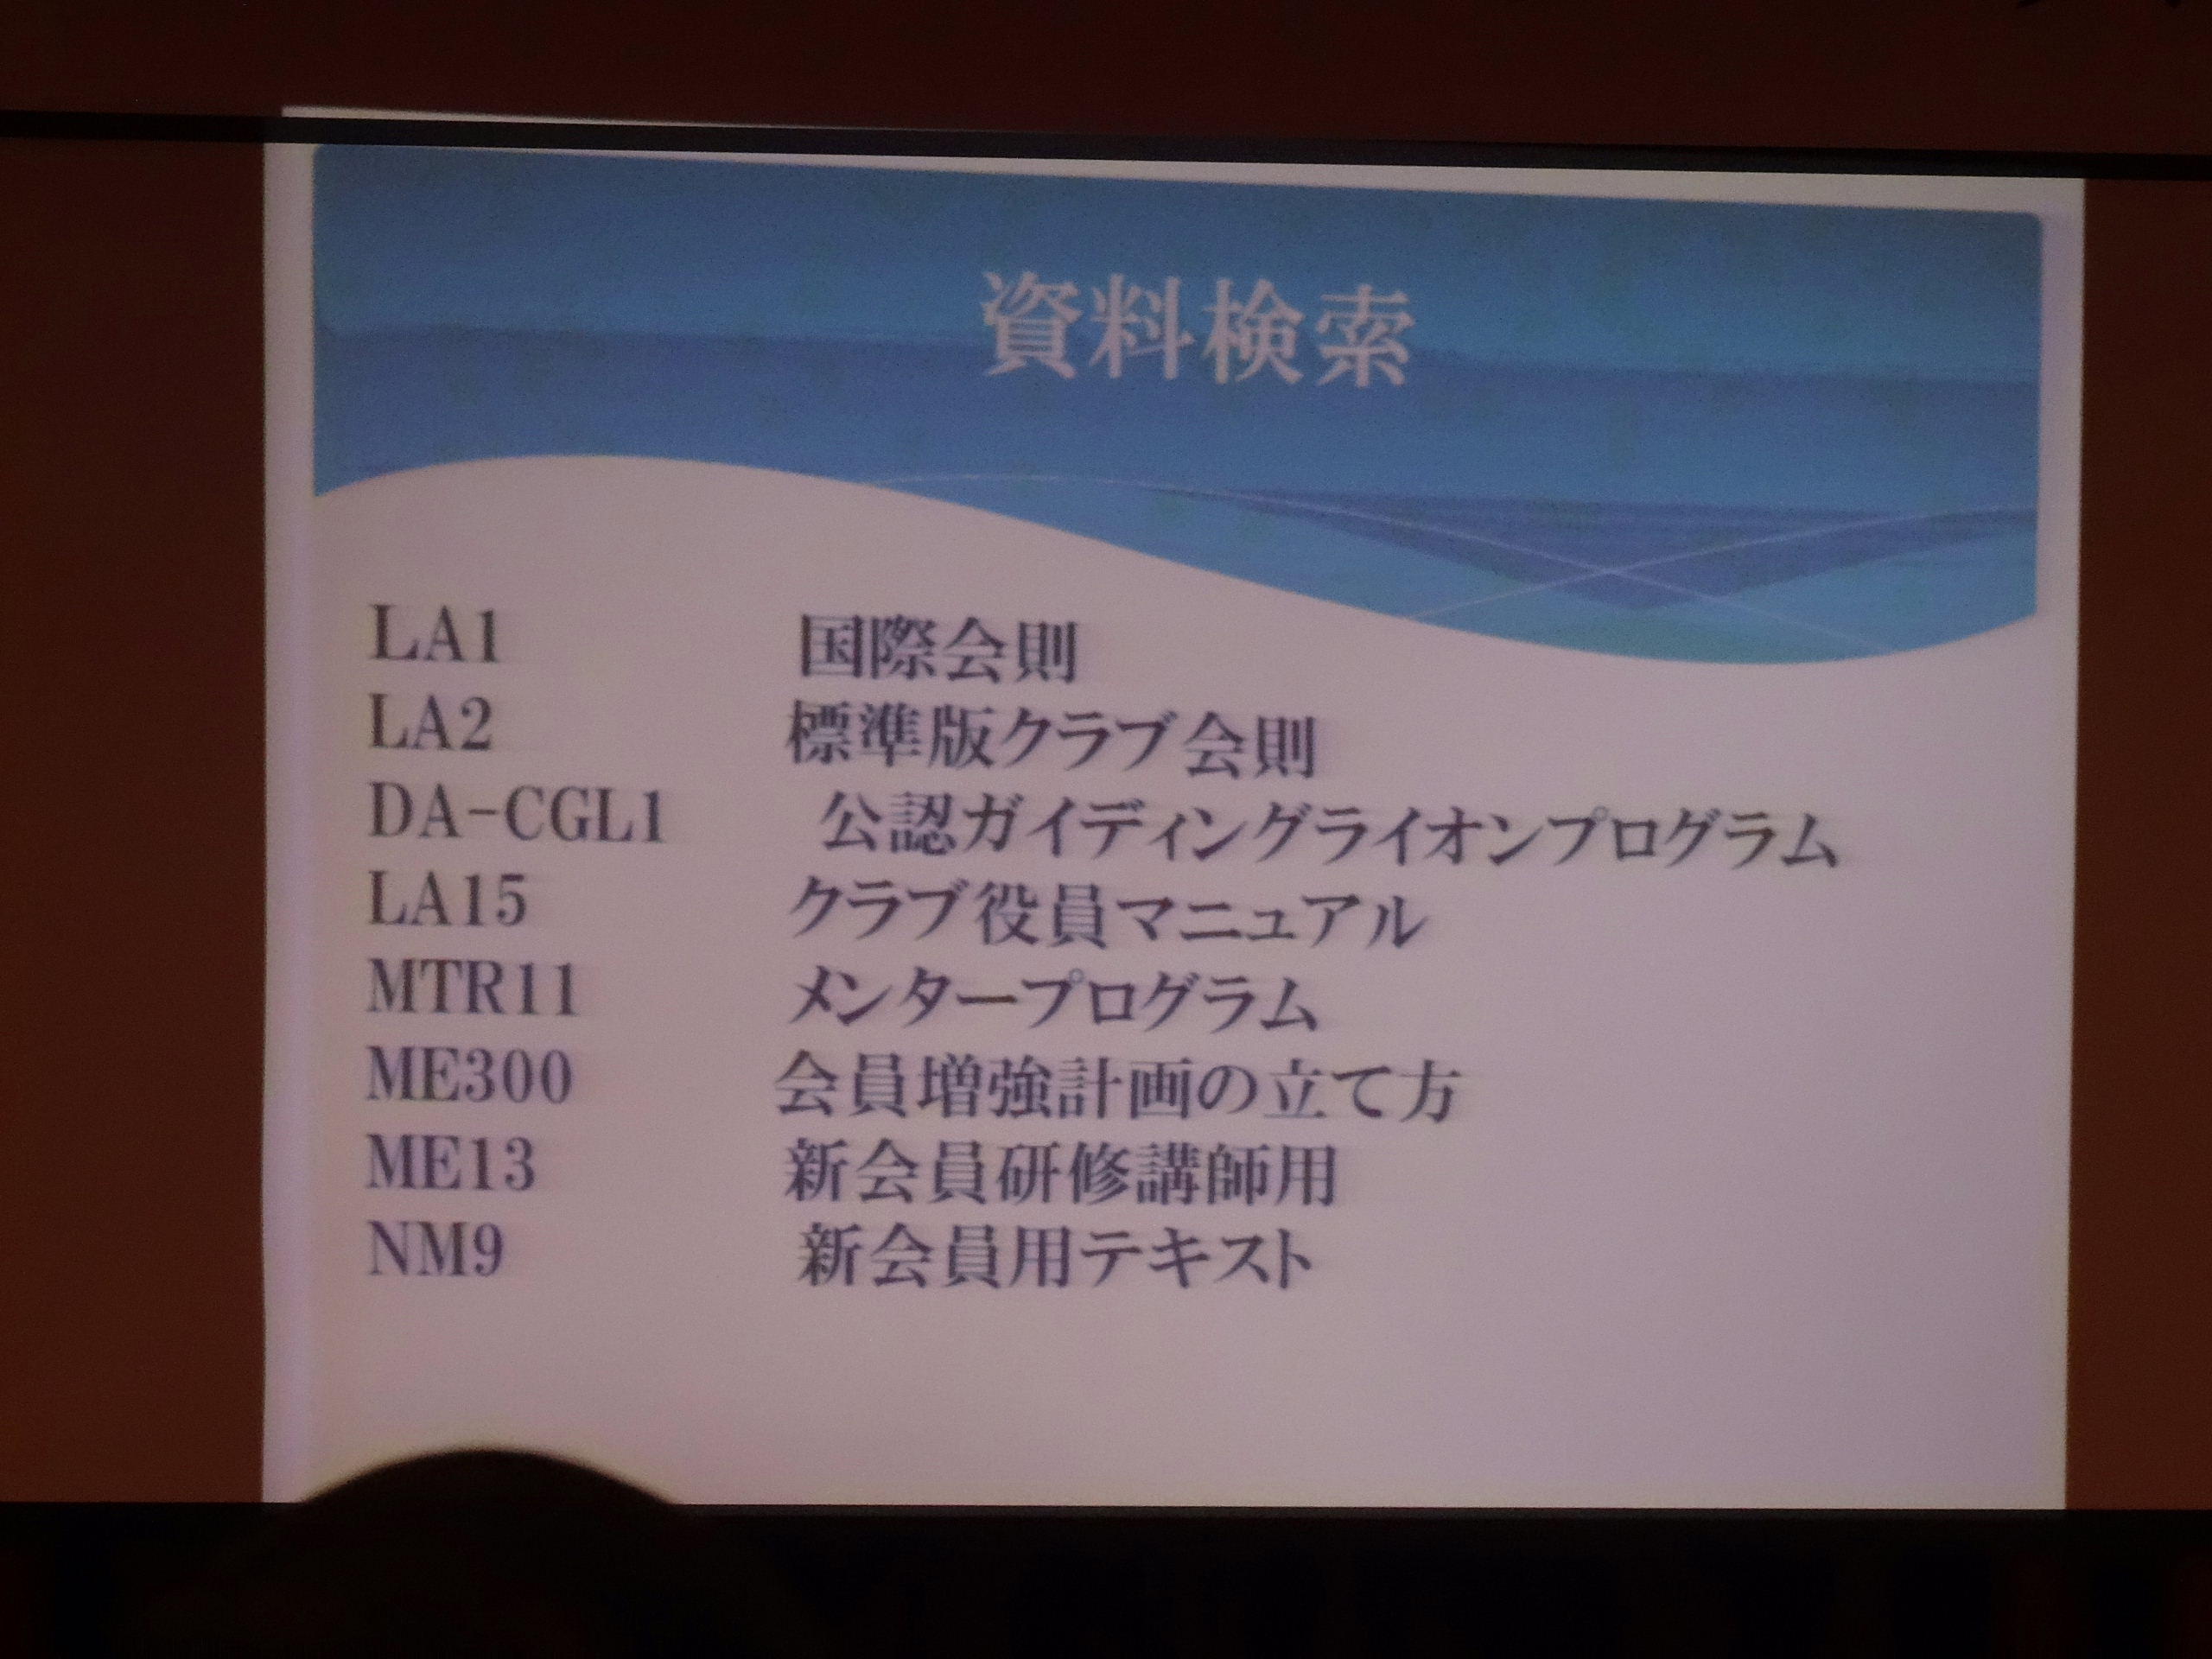 資料検索
LA1 国際会則
LA2 標準版クラブ会則
DA-CGL1 公認ガイディングライオンプログラム
LA15 クラブ役員マニュアル
MTR11 メンタープログラム
ME300 会員増強計画の立て方
ME13 新会員研修講師用
NM9 新会員用テキスト